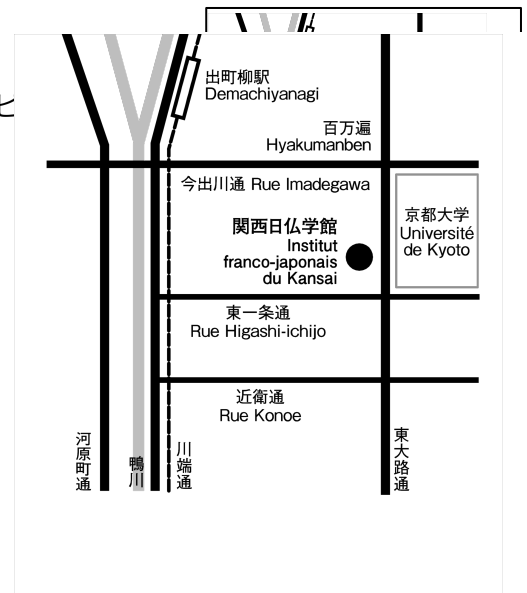 出町柳駅
Demachiyanagi
百万遍
Hyakumanben
今出川通 Rue Imadegawa
京都大学
Université
de Kyoto
関西日仏学館
Institut
franco-japonais
du Kansai
東一条通
Rue Higashi-ichijo
近衛通
Rue Konoe
河原町通
鴨川
川端通
東大路通